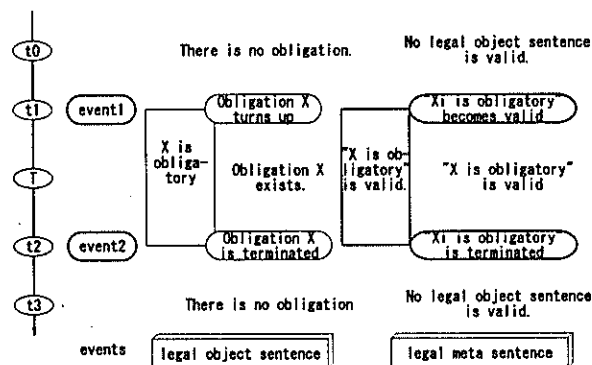 t0
There is no obligation.
No legal object sentence
is valid.
t1
event1
Obligation X
turns up
"Xi is obligatory"
becomes valid
X is
obliga-
tory
"X is ob-
ligatory"
is valid.
T
Obligation X
exists.
"X is obligatory"
is valid
t2
event2
Obligation X
is terminated
"Xi is obligatory
is terminated
t3
There is no obligation
No legal object sentence
is valid.
events
legal object sentence
legal meta sentence